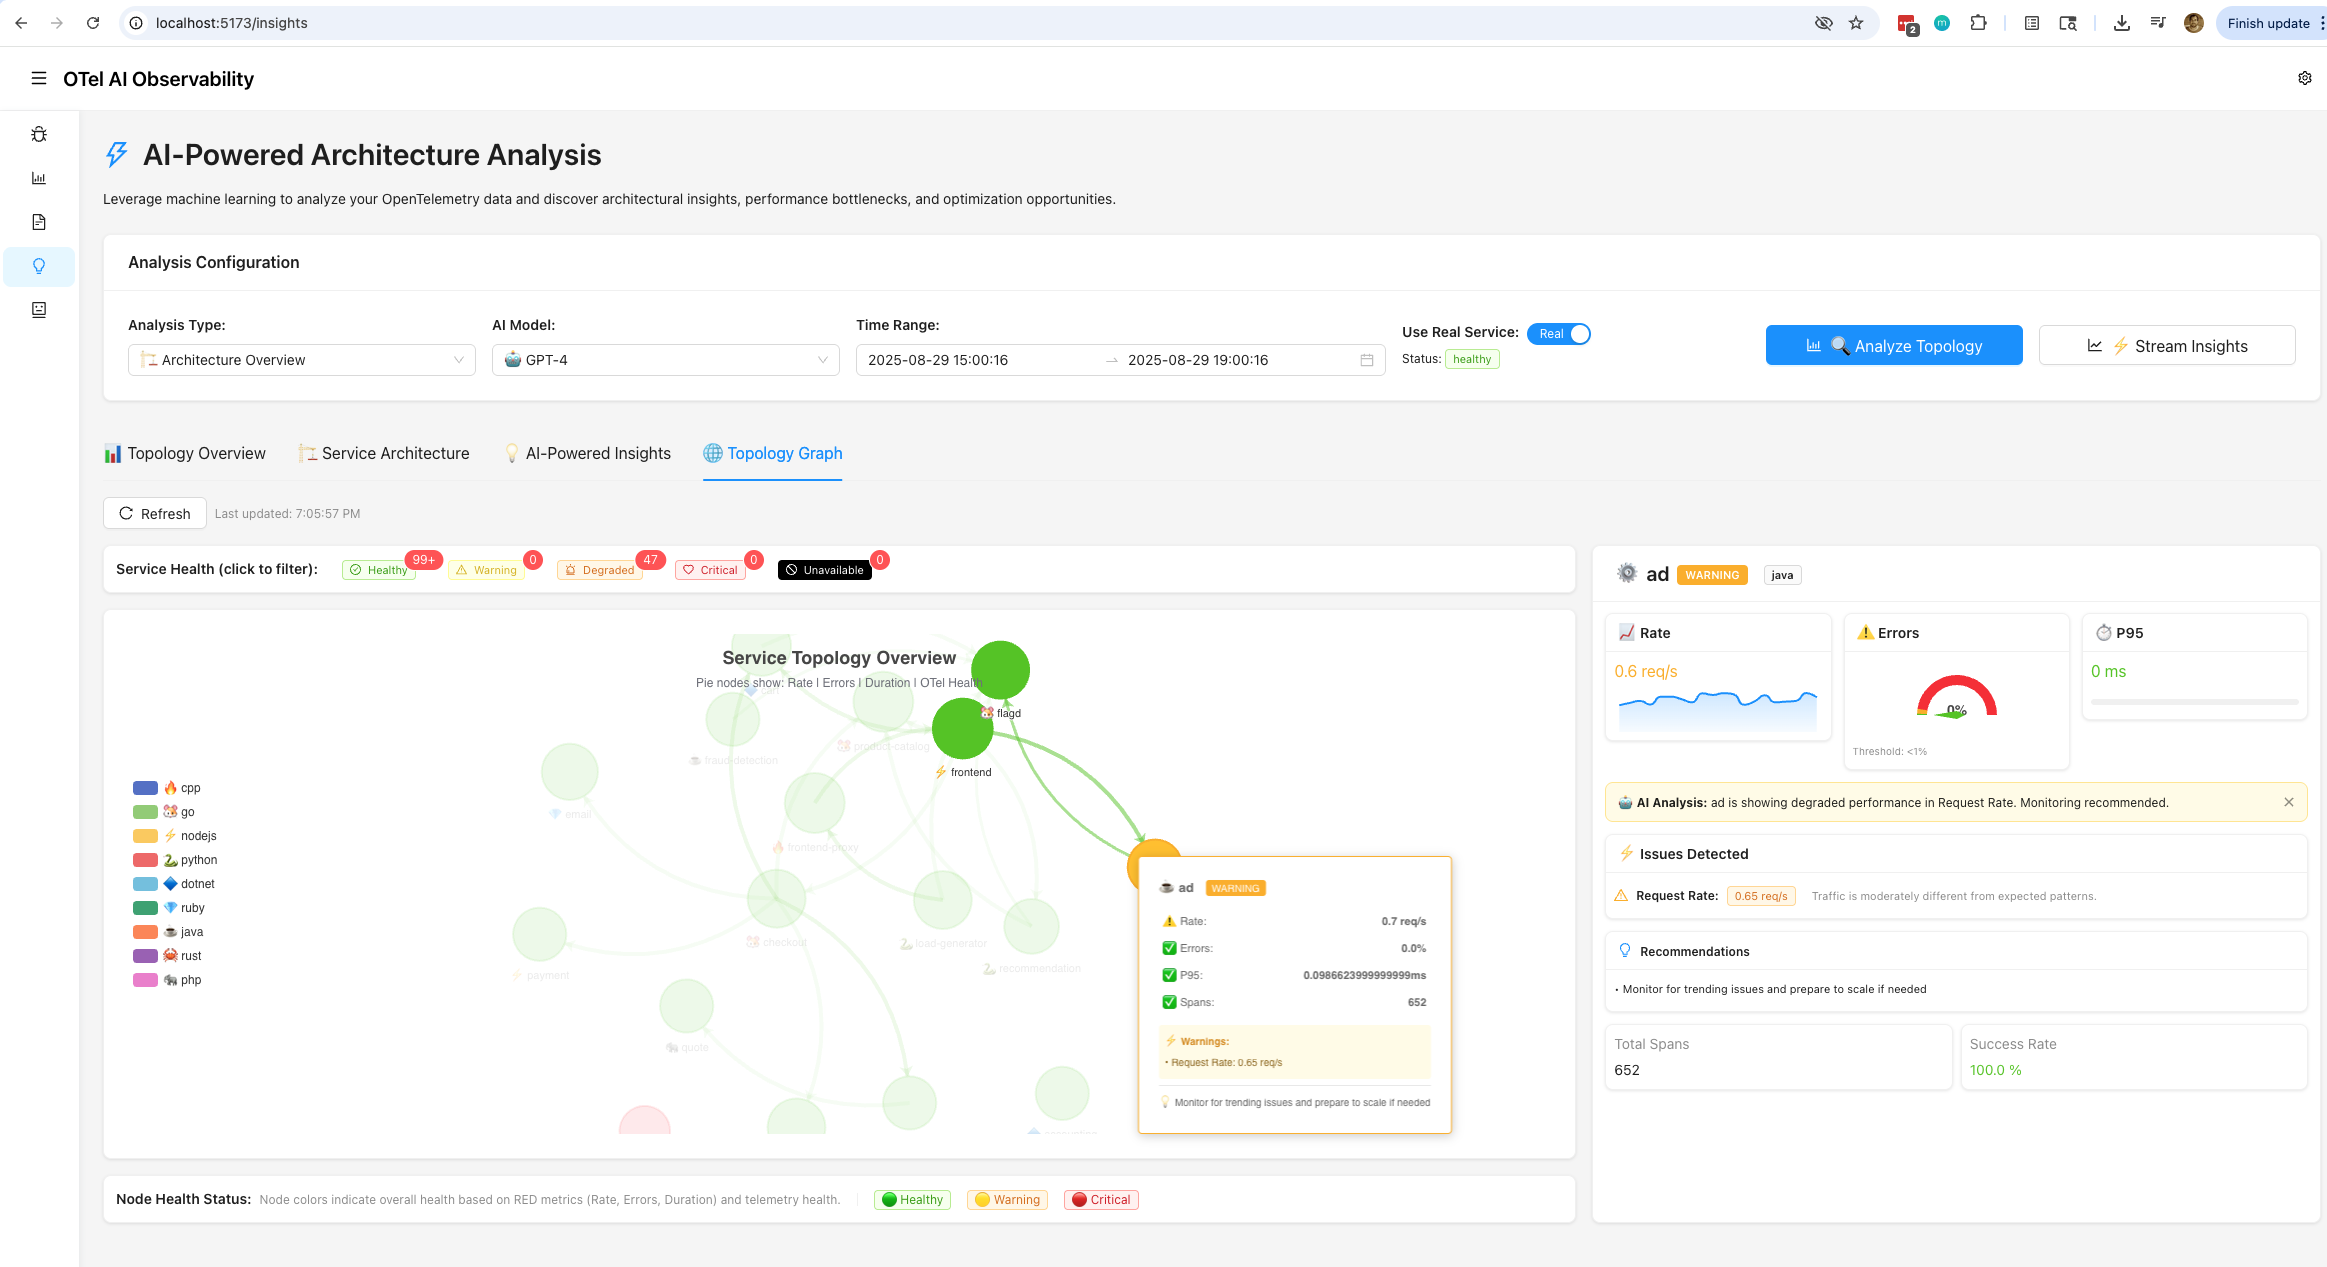 localhost:5173/insights
2
m
Finish update
OTel AI Observability
AI-Powered Architecture Analysis
Leverage machine learning to analyze your OpenTelemetry data and discover architectural insights, performance bottlenecks, and optimization opportunities.
Analysis Configuration
Analysis Type:
Architecture Overview
AI Model:
GPT-4
Time Range:
2025-08-29 15:00:16
2025-08-29 19:00:16
Use Real Service:
Real
Status:
healthy
Analyze Topology
Stream Insights
Topology Overview
Service Architecture
AI-Powered Insights
Topology Graph
Refresh
Last updated: 7:05:57 PM
Service Health (click to filter):
Healthy
99+
Warning
0
Degraded
47
Critical
0
Unavailable
0
Service Topology Overview
Pie nodes show: Rate | Errors | Duration | OTel Health
cart
flagd
product-catalog
fraud-detection
frontend
email
frontend-proxy
checkout
load-generator
recommendation
payment
quote
accounting
cpp
go
nodejs
python
dotnet
ruby
java
rust
php
ad WARNING
Rate: 0.7 req/s
Errors: 0.0%
P95: 0.0986623999999999ms
Spans: 652
Warnings:
• Request Rate: 0.65 req/s
Monitor for trending issues and prepare to scale if needed
Node Health Status: Node colors indicate overall health based on RED metrics (Rate, Errors, Duration) and telemetry health.
Healthy
Warning
Critical
ad WARNING java
Rate
0.6 req/s
Errors
0%
Threshold: <1%
P95
0 ms
AI Analysis: ad is showing degraded performance in Request Rate. Monitoring recommended.
Issues Detected
Request Rate: 0.65 req/s Traffic is moderately different from expected patterns.
Recommendations
• Monitor for trending issues and prepare to scale if needed
Total Spans
652
Success Rate
100.0 %